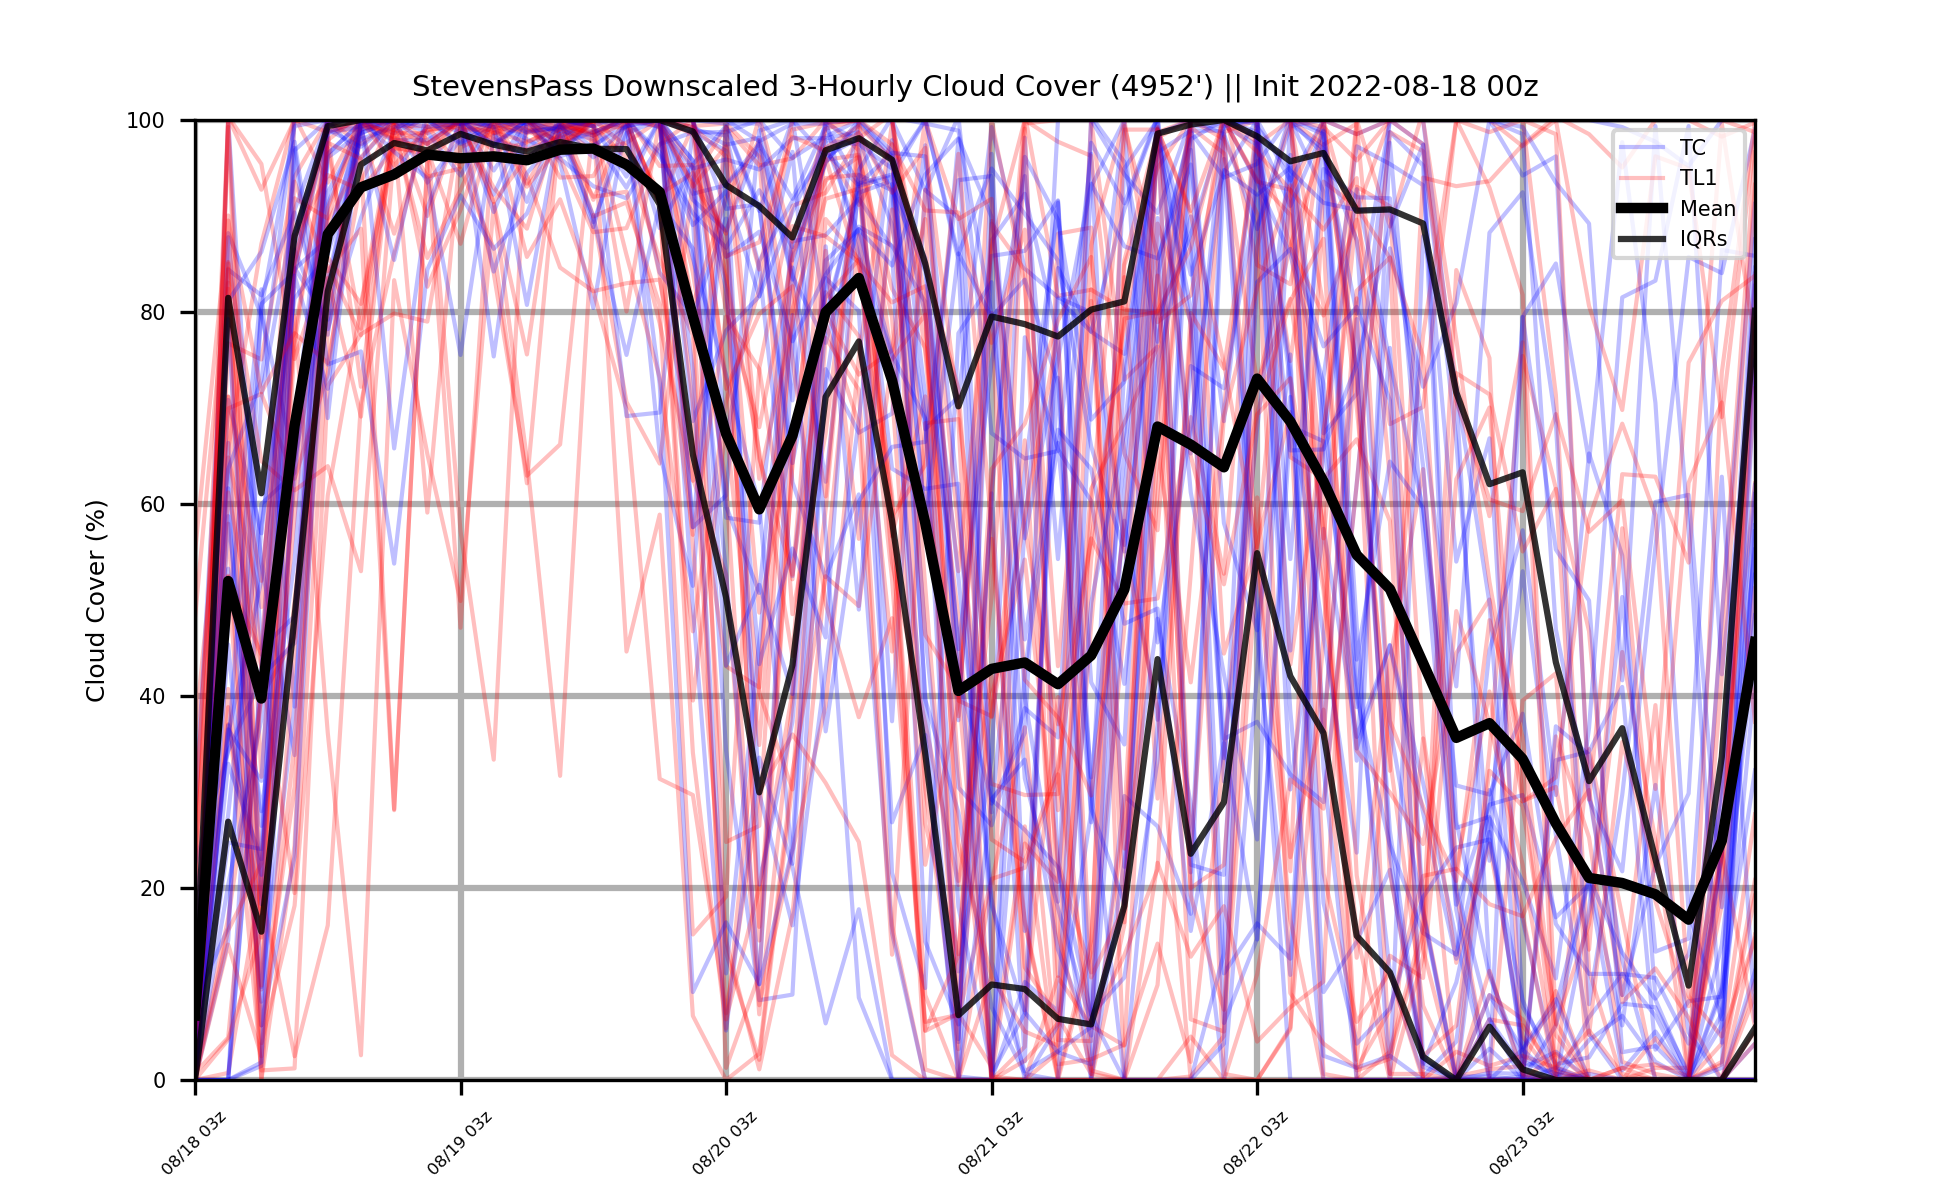 StevensPass Downscaled 3-Hourly Cloud Cover (4952') || Init 2022-08-18 00z
TC
TL1
Mean
IQRs
Cloud Cover (%)
100
80
60
40
20
0
08/18 03z
08/19 03z
08/20 03z
08/21 03z
08/22 03z
08/23 03z